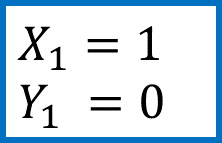 X₁ = 1
Y₁ = 0